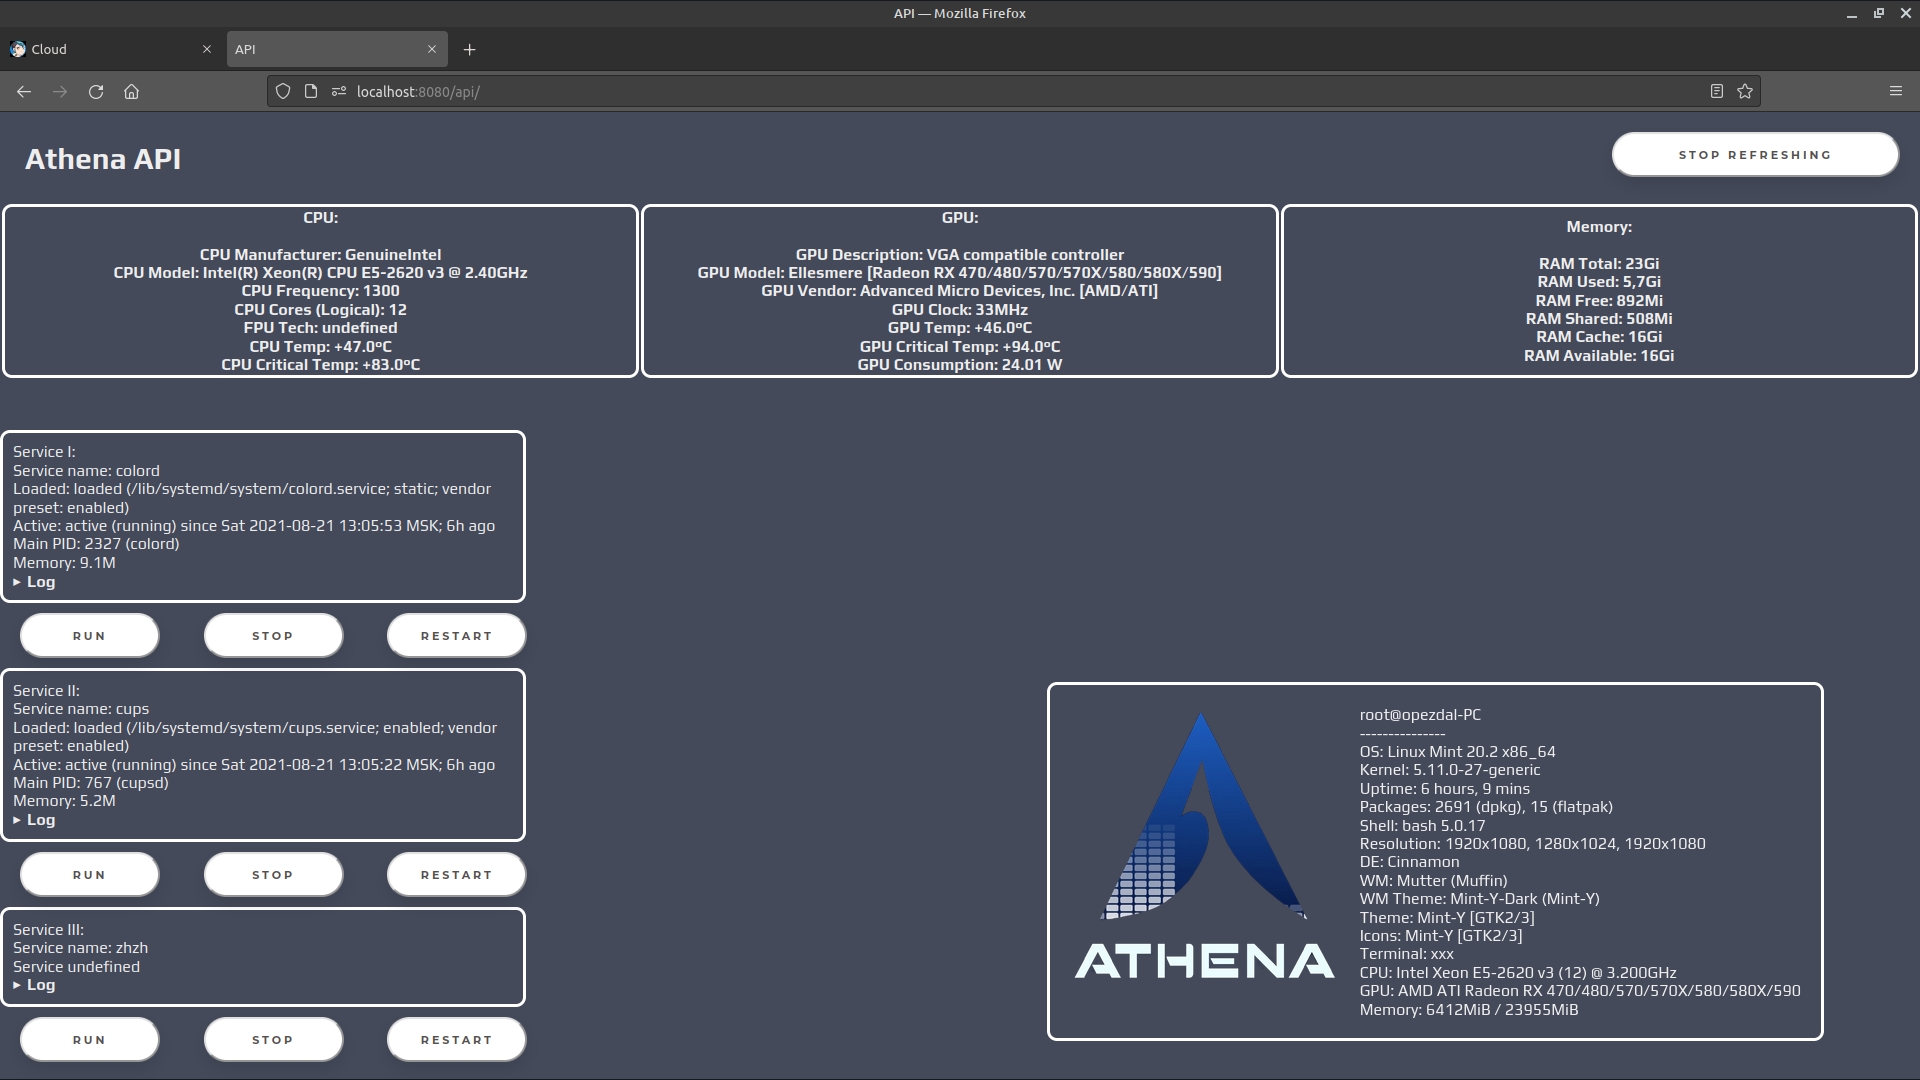 API — Mozilla Firefox
Cloud
API
localhost:8080/api/
Athena API
STOP REFRESHING
CPU:
CPU Manufacturer: GenuineIntel
CPU Model: Intel(R) Xeon(R) CPU E5-2620 v3 @ 2.40GHz
CPU Frequency: 1300
CPU Cores (Logical): 12
FPU Tech: undefined
CPU Temp: +47.0ºC
CPU Critical Temp: +83.0ºC
GPU:
GPU Description: VGA compatible controller
GPU Model: Ellesmere [Radeon RX 470/480/570/570X/580/580X/590]
GPU Vendor: Advanced Micro Devices, Inc. [AMD/ATI]
GPU Clock: 33MHz
GPU Temp: +46.0ºC
GPU Critical Temp: +94.0ºC
GPU Consumption: 24.01 W
Memory:
RAM Total: 23Gi
RAM Used: 5,7Gi
RAM Free: 892Mi
RAM Shared: 508Mi
RAM Cache: 16Gi
RAM Available: 16Gi
Service I:
Service name: colord
Loaded: loaded (/lib/systemd/system/colord.service; static; vendor
preset: enabled)
Active: active (running) since Sat 2021-08-21 13:05:53 MSK; 6h ago
Main PID: 2327 (colord)
Memory: 9.1M
▸ Log
RUN
STOP
RESTART
Service II:
Service name: cups
Loaded: loaded (/lib/systemd/system/cups.service; enabled; vendor
preset: enabled)
Active: active (running) since Sat 2021-08-21 13:05:22 MSK; 6h ago
Main PID: 767 (cupsd)
Memory: 5.2M
▸ Log
RUN
STOP
RESTART
Service III:
Service name: zhzh
Service undefined
▸ Log
RUN
STOP
RESTART
ATHENA
root@opezdal-PC
---------------
OS: Linux Mint 20.2 x86_64
Kernel: 5.11.0-27-generic
Uptime: 6 hours, 9 mins
Packages: 2691 (dpkg), 15 (flatpak)
Shell: bash 5.0.17
Resolution: 1920x1080, 1280x1024, 1920x1080
DE: Cinnamon
WM: Mutter (Muffin)
WM Theme: Mint-Y-Dark (Mint-Y)
Theme: Mint-Y [GTK2/3]
Icons: Mint-Y [GTK2/3]
Terminal: xxx
CPU: Intel Xeon E5-2620 v3 (12) @ 3.200GHz
GPU: AMD ATI Radeon RX 470/480/570/570X/580/580X/590
Memory: 6412MiB / 23955MiB